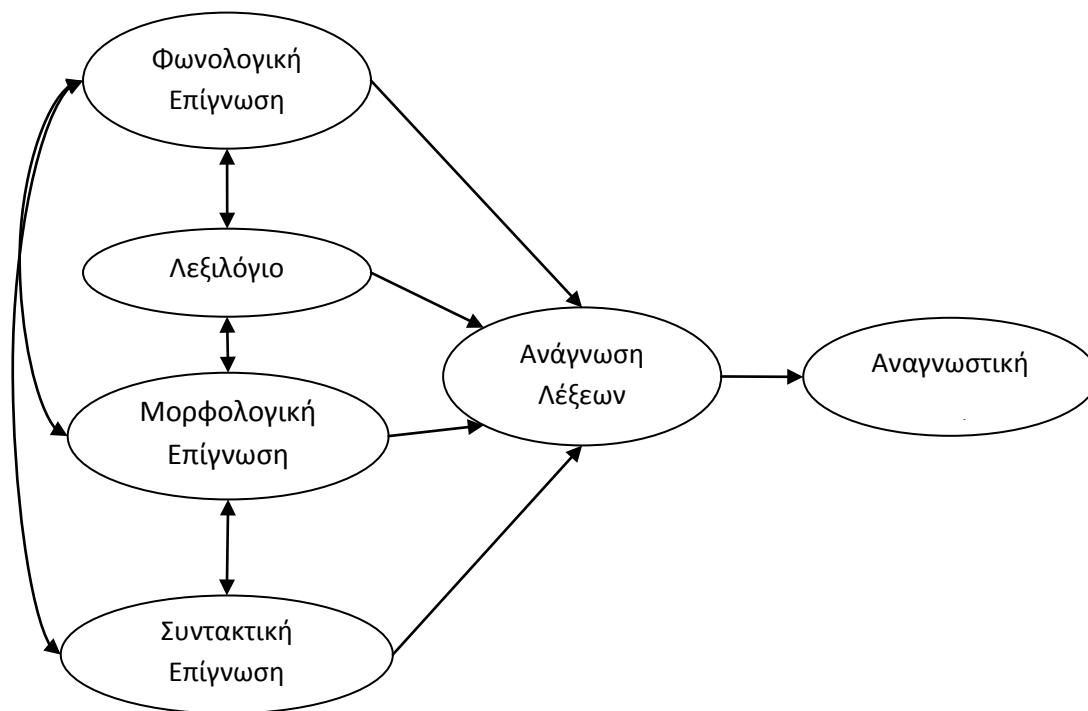 Φωνολογική
Επίγνωση
Λεξιλόγιο
Μορφολογική
Επίγνωση
Συντακτική
Επίγνωση
Ανάγνωση
Λέξεων
Αναγνωστική